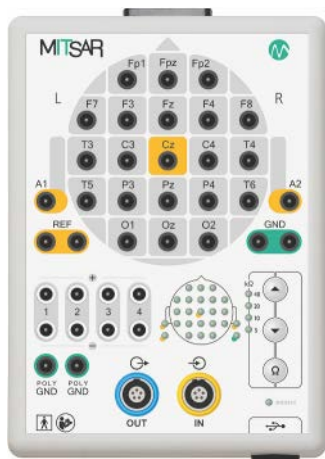 MITSAR
Fp1 Fpz Fp2
L R
F7 F3 Fz F4 F8
T3 C3 Cz C4 T4
A1 T5 P3 Pz P4 T6 A2
REF O1 Oz O2 GND
+
kΩ
40
20
1 2 3 4
10
5
−
Ω
POLY GND POLY GND
OUT IN